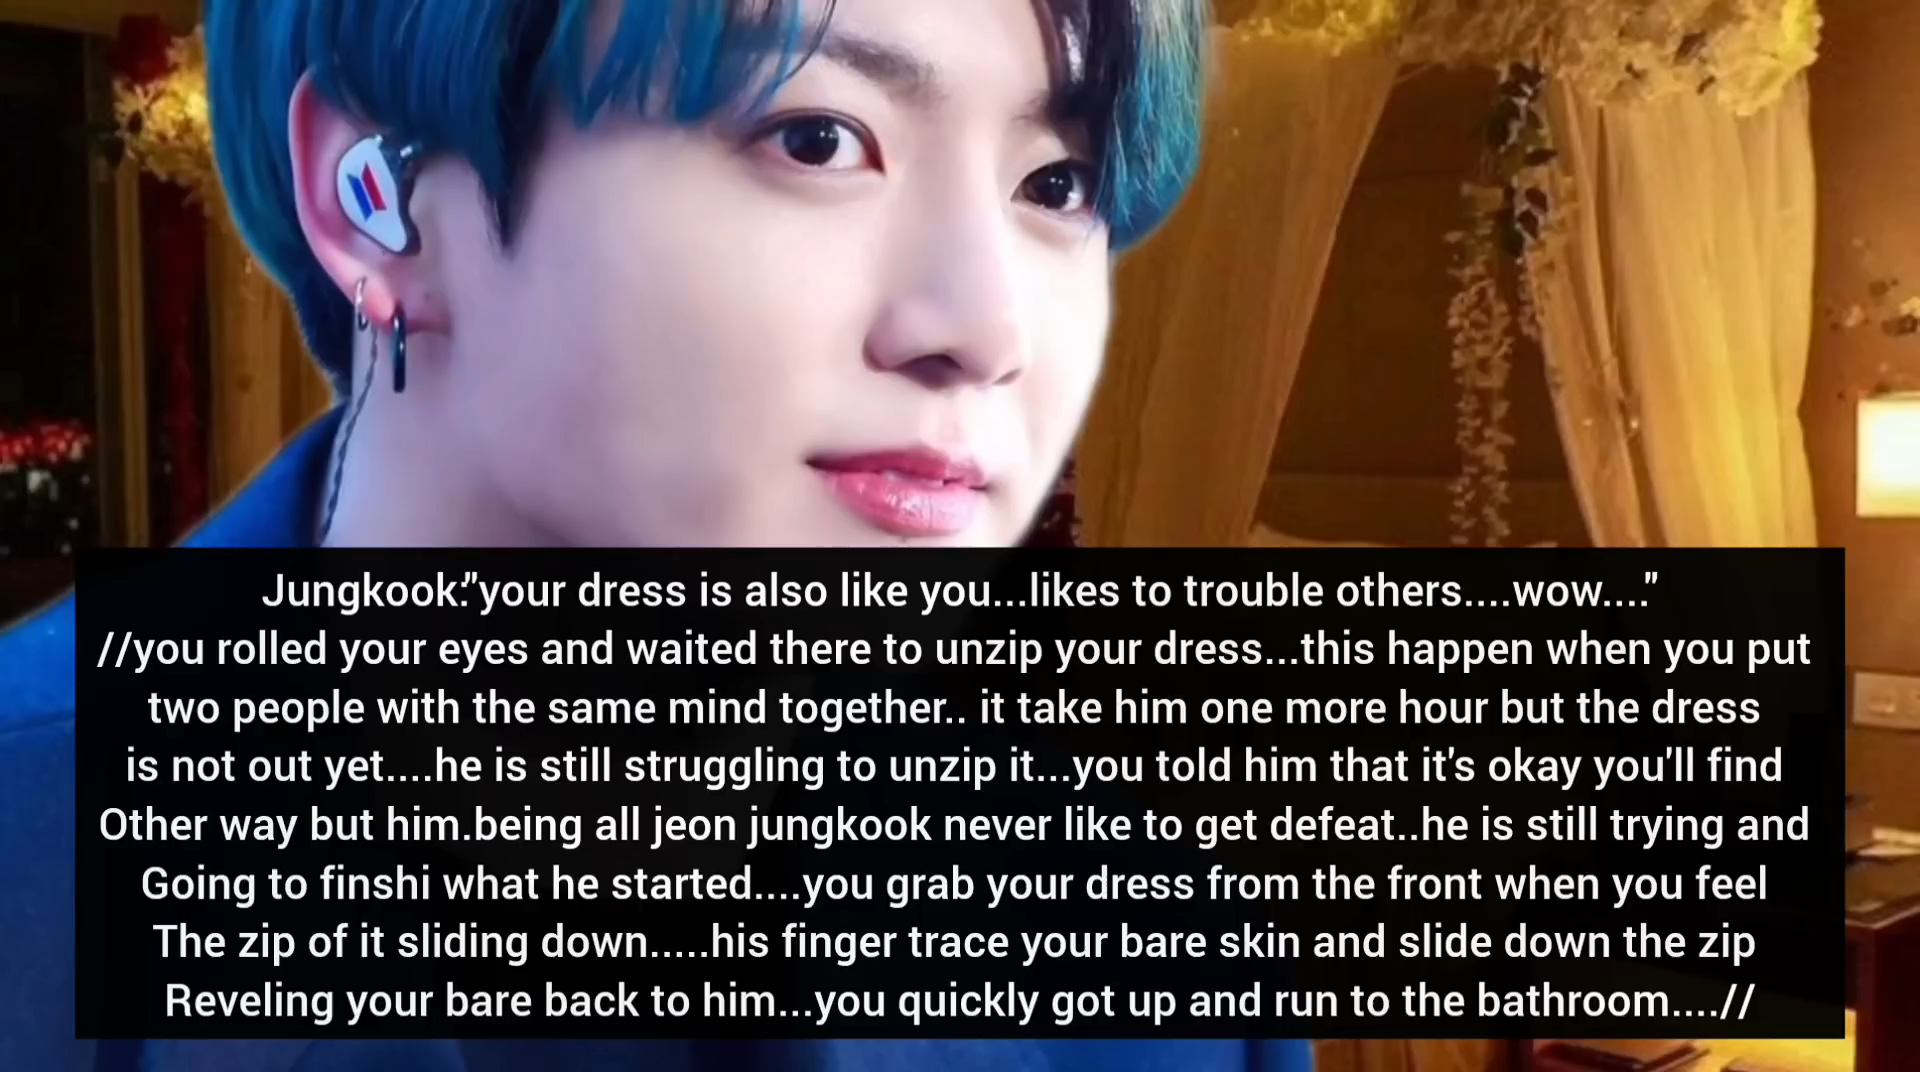 Jungkook:"your dress is also like you...likes to trouble others....wow...."
//you rolled your eyes and waited there to unzip your dress...this happen when you put
two people with the same mind together.. it take him one more hour but the dress
is not out yet....he is still struggling to unzip it...you told him that it's okay you'll find
Other way but him.being all jeon jungkook never like to get defeat..he is still trying and
Going to finshi what he started....you grab your dress from the front when you feel
The zip of it sliding down.....his finger trace your bare skin and slide down the zip
Reveling your bare back to him...you quickly got up and run to the bathroom....//